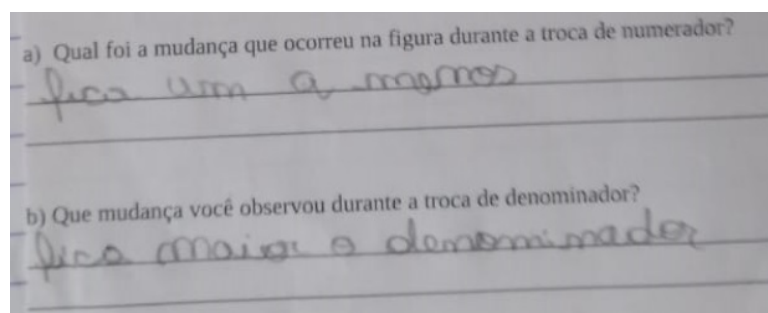 a) Qual foi a mudança que ocorreu na figura durante a troca de numerador?
fica um a menos
b) Que mudança você observou durante a troca de denominador?
fica maior o denominador